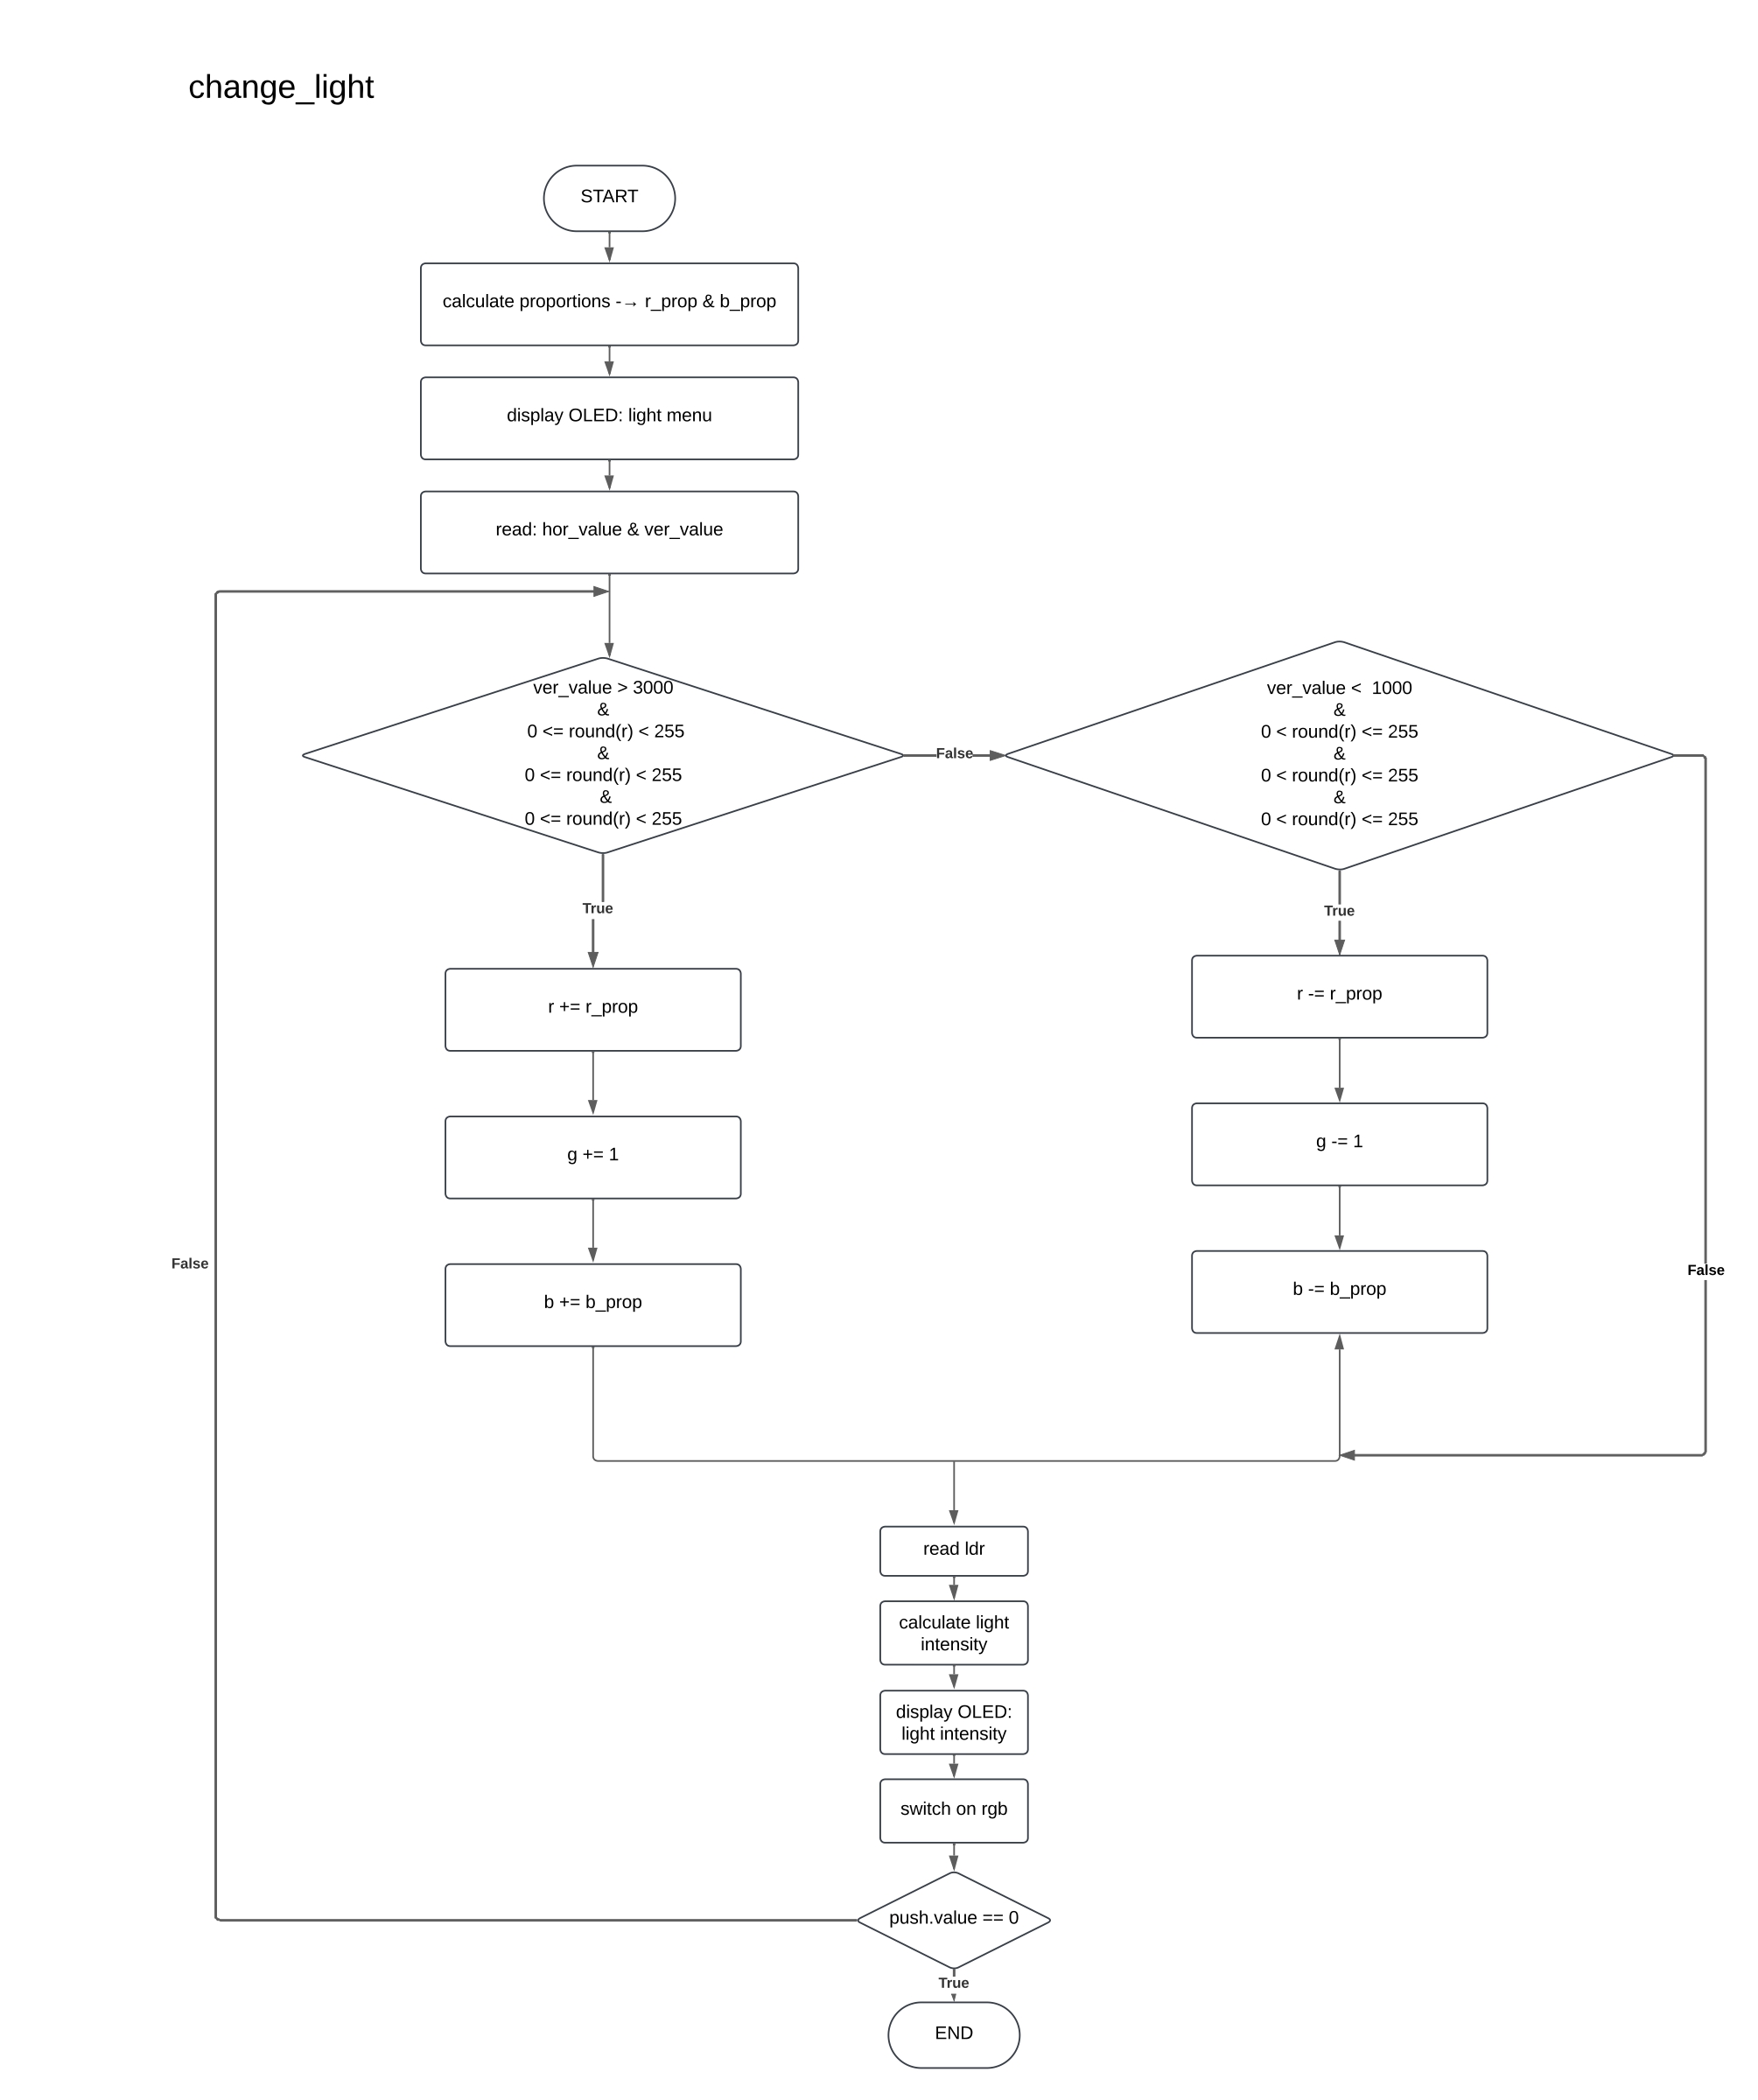 change_light
START
calculate proportions -→ r_prop & b_prop
display OLED: light menu
read: hor_value & ver_value
ver_value > 3000
&
0 <= round(r) < 255
&
0 <= round(r) < 255
&
0 <= round(r) < 255
False
ver_value <  1000
&
0 < round(r) <= 255
&
0 < round(r) <= 255
&
0 < round(r) <= 255
True
True
r += r_prop
r -= r_prop
g += 1
g -= 1
False
False
b += b_prop
b -= b_prop
read ldr
calculate light
intensity
display OLED:
light intensity
switch on rgb
push.value == 0
True
END